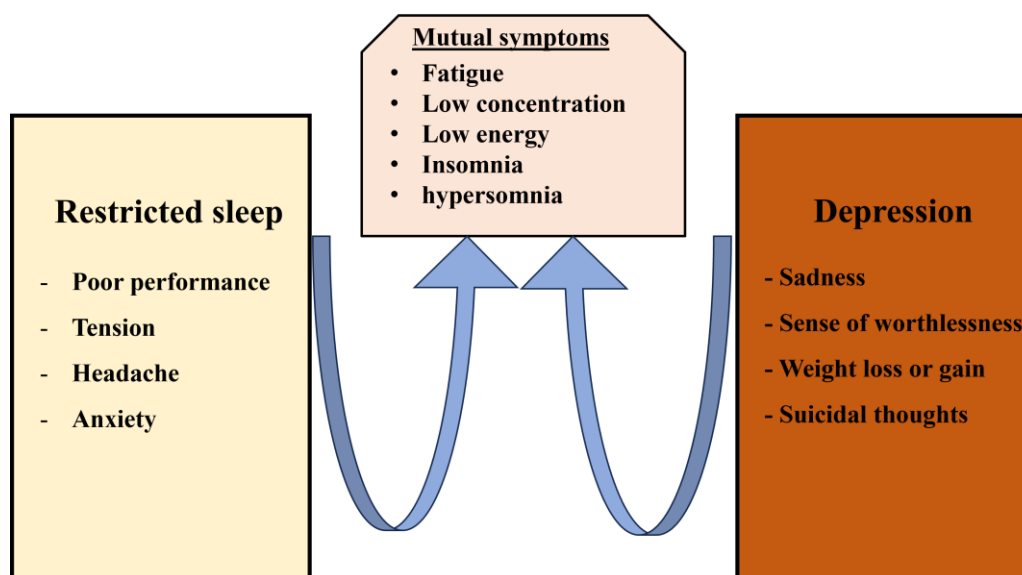 Mutual symptoms
• Fatigue
• Low concentration
• Low energy
• Insomnia
• hypersomnia
Restricted sleep
- Poor performance
- Tension
- Headache
- Anxiety
Depression
- Sadness
- Sense of worthlessness
- Weight loss or gain
- Suicidal thoughts